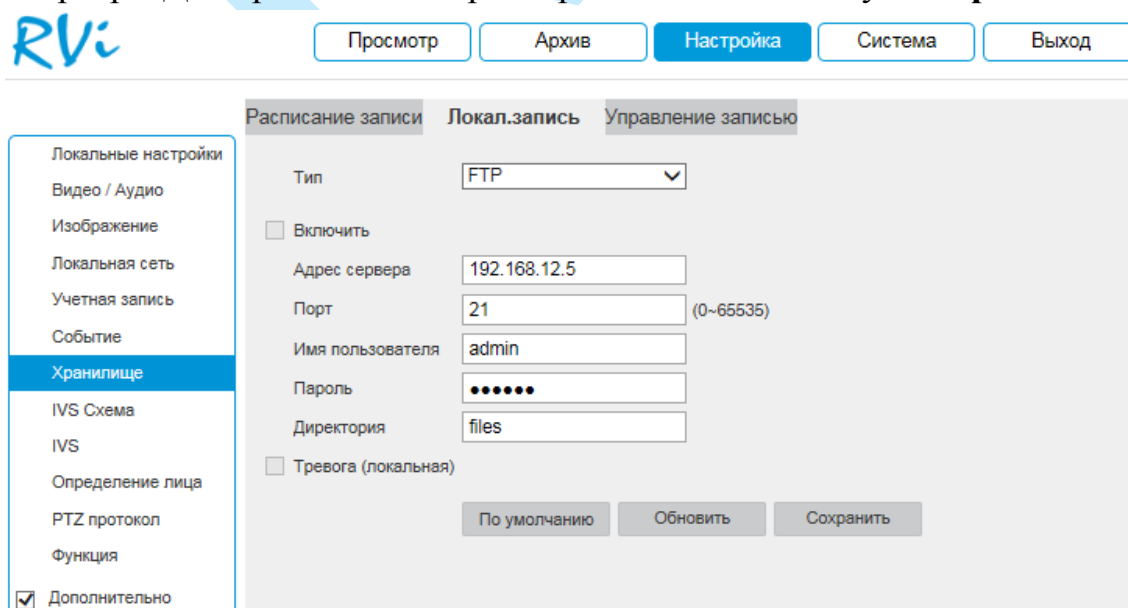 RVi
Просмотр Архив Настройка Система Выход
Расписание записи Локал.запись Управление записью
Локальные настройки
Видео / Аудио
Изображение
Локальная сеть
Учетная запись
Событие
Хранилище
IVS Схема
IVS
Определение лица
PTZ протокол
Функция
Дополнительно
Тип FTP
Включить
Адрес сервера 192.168.12.5
Порт 21 (0~65535)
Имя пользователя admin
Пароль ●●●●●●
Директория files
Тревога (локальная)
По умолчанию Обновить Сохранить